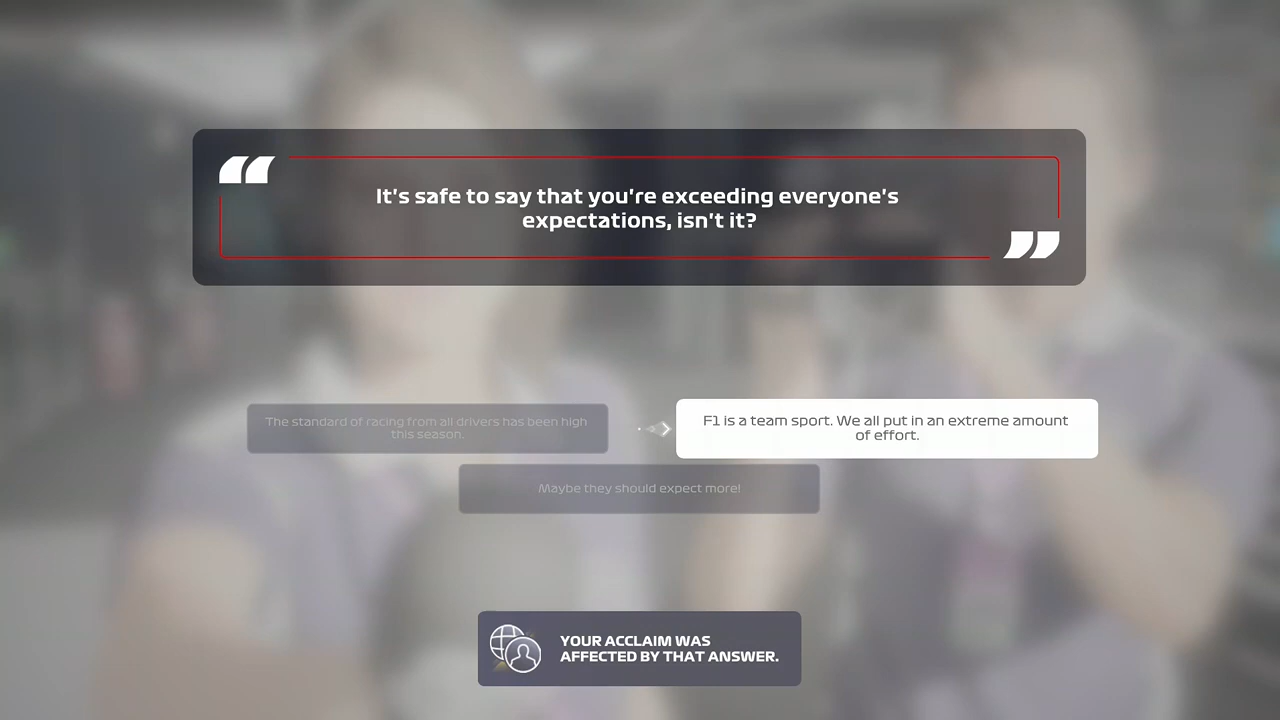 It's safe to say that you're exceeding everyone's
expectations, isn't it?
The standard of racing from all drivers has been high
this season.
F1 is a team sport. We all put in an extreme amount
of effort.
Maybe they should expect more!
YOUR ACCLAIM WAS
AFFECTED BY THAT ANSWER.